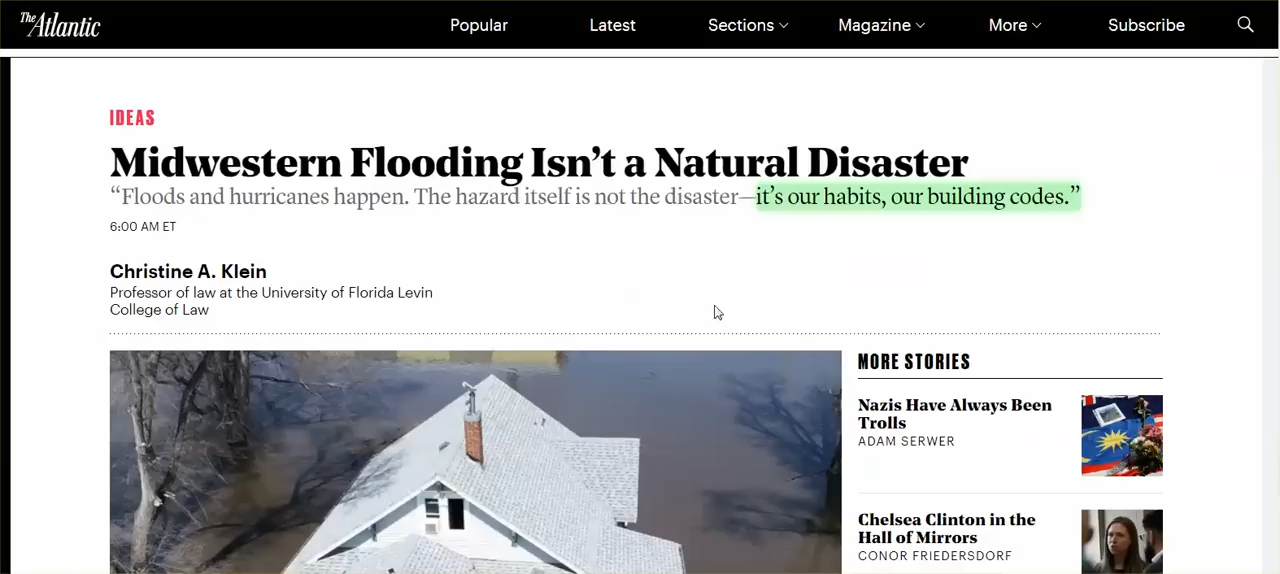 The Atlantic
Popular Latest Sections Magazine More Subscribe
IDEAS
Midwestern Flooding Isn’t a Natural Disaster
“Floods and hurricanes happen. The hazard itself is not the disaster—it’s our habits, our building codes.”
6:00 AM ET
Christine A. Klein
Professor of law at the University of Florida Levin
College of Law
MORE STORIES
Nazis Have Always Been
Trolls
ADAM SERWER
Chelsea Clinton in the
Hall of Mirrors
CONOR FRIEDERSDORF